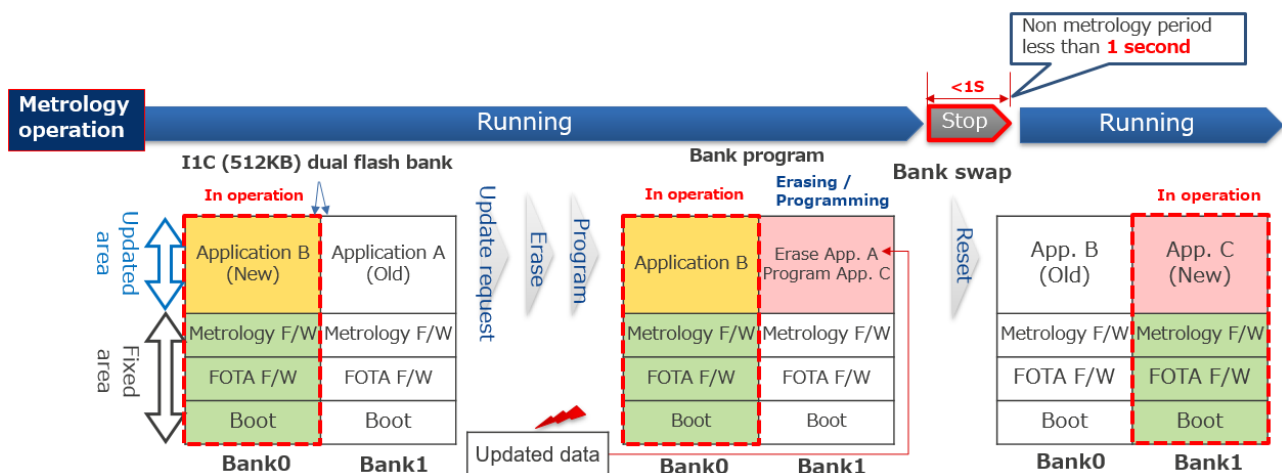 Non metrology period
less than 1 second
Metrology
operation
Running
<1S
Stop
Running
I1C (512KB) dual flash bank
Bank program
Bank swap
Updated
area
Fixed
area
In operation
Application B
(New)
Application A
(Old)
Metrology F/W
Metrology F/W
FOTA F/W
FOTA F/W
Boot
Boot
Bank0
Bank1
Update request
Erase
Program
Updated data
In operation
Erasing /
Programming
Application B
Erase App. A
Program App. C
Metrology F/W
Metrology F/W
FOTA F/W
FOTA F/W
Boot
Boot
Bank0
Bank1
Reset
In operation
App. B
(Old)
App. C
(New)
Metrology F/W
Metrology F/W
FOTA F/W
FOTA F/W
Boot
Boot
Bank0
Bank1